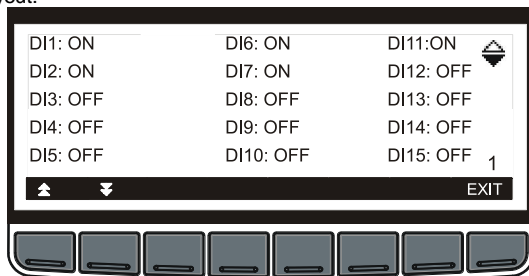 DI1: ON DI6: ON DI11:ON
DI2: ON DI7: ON DI12: OFF
DI3: OFF DI8: OFF DI13: OFF
DI4: OFF DI9: OFF DI14: OFF
DI5: OFF DI10: OFF DI15: OFF
1
EXIT